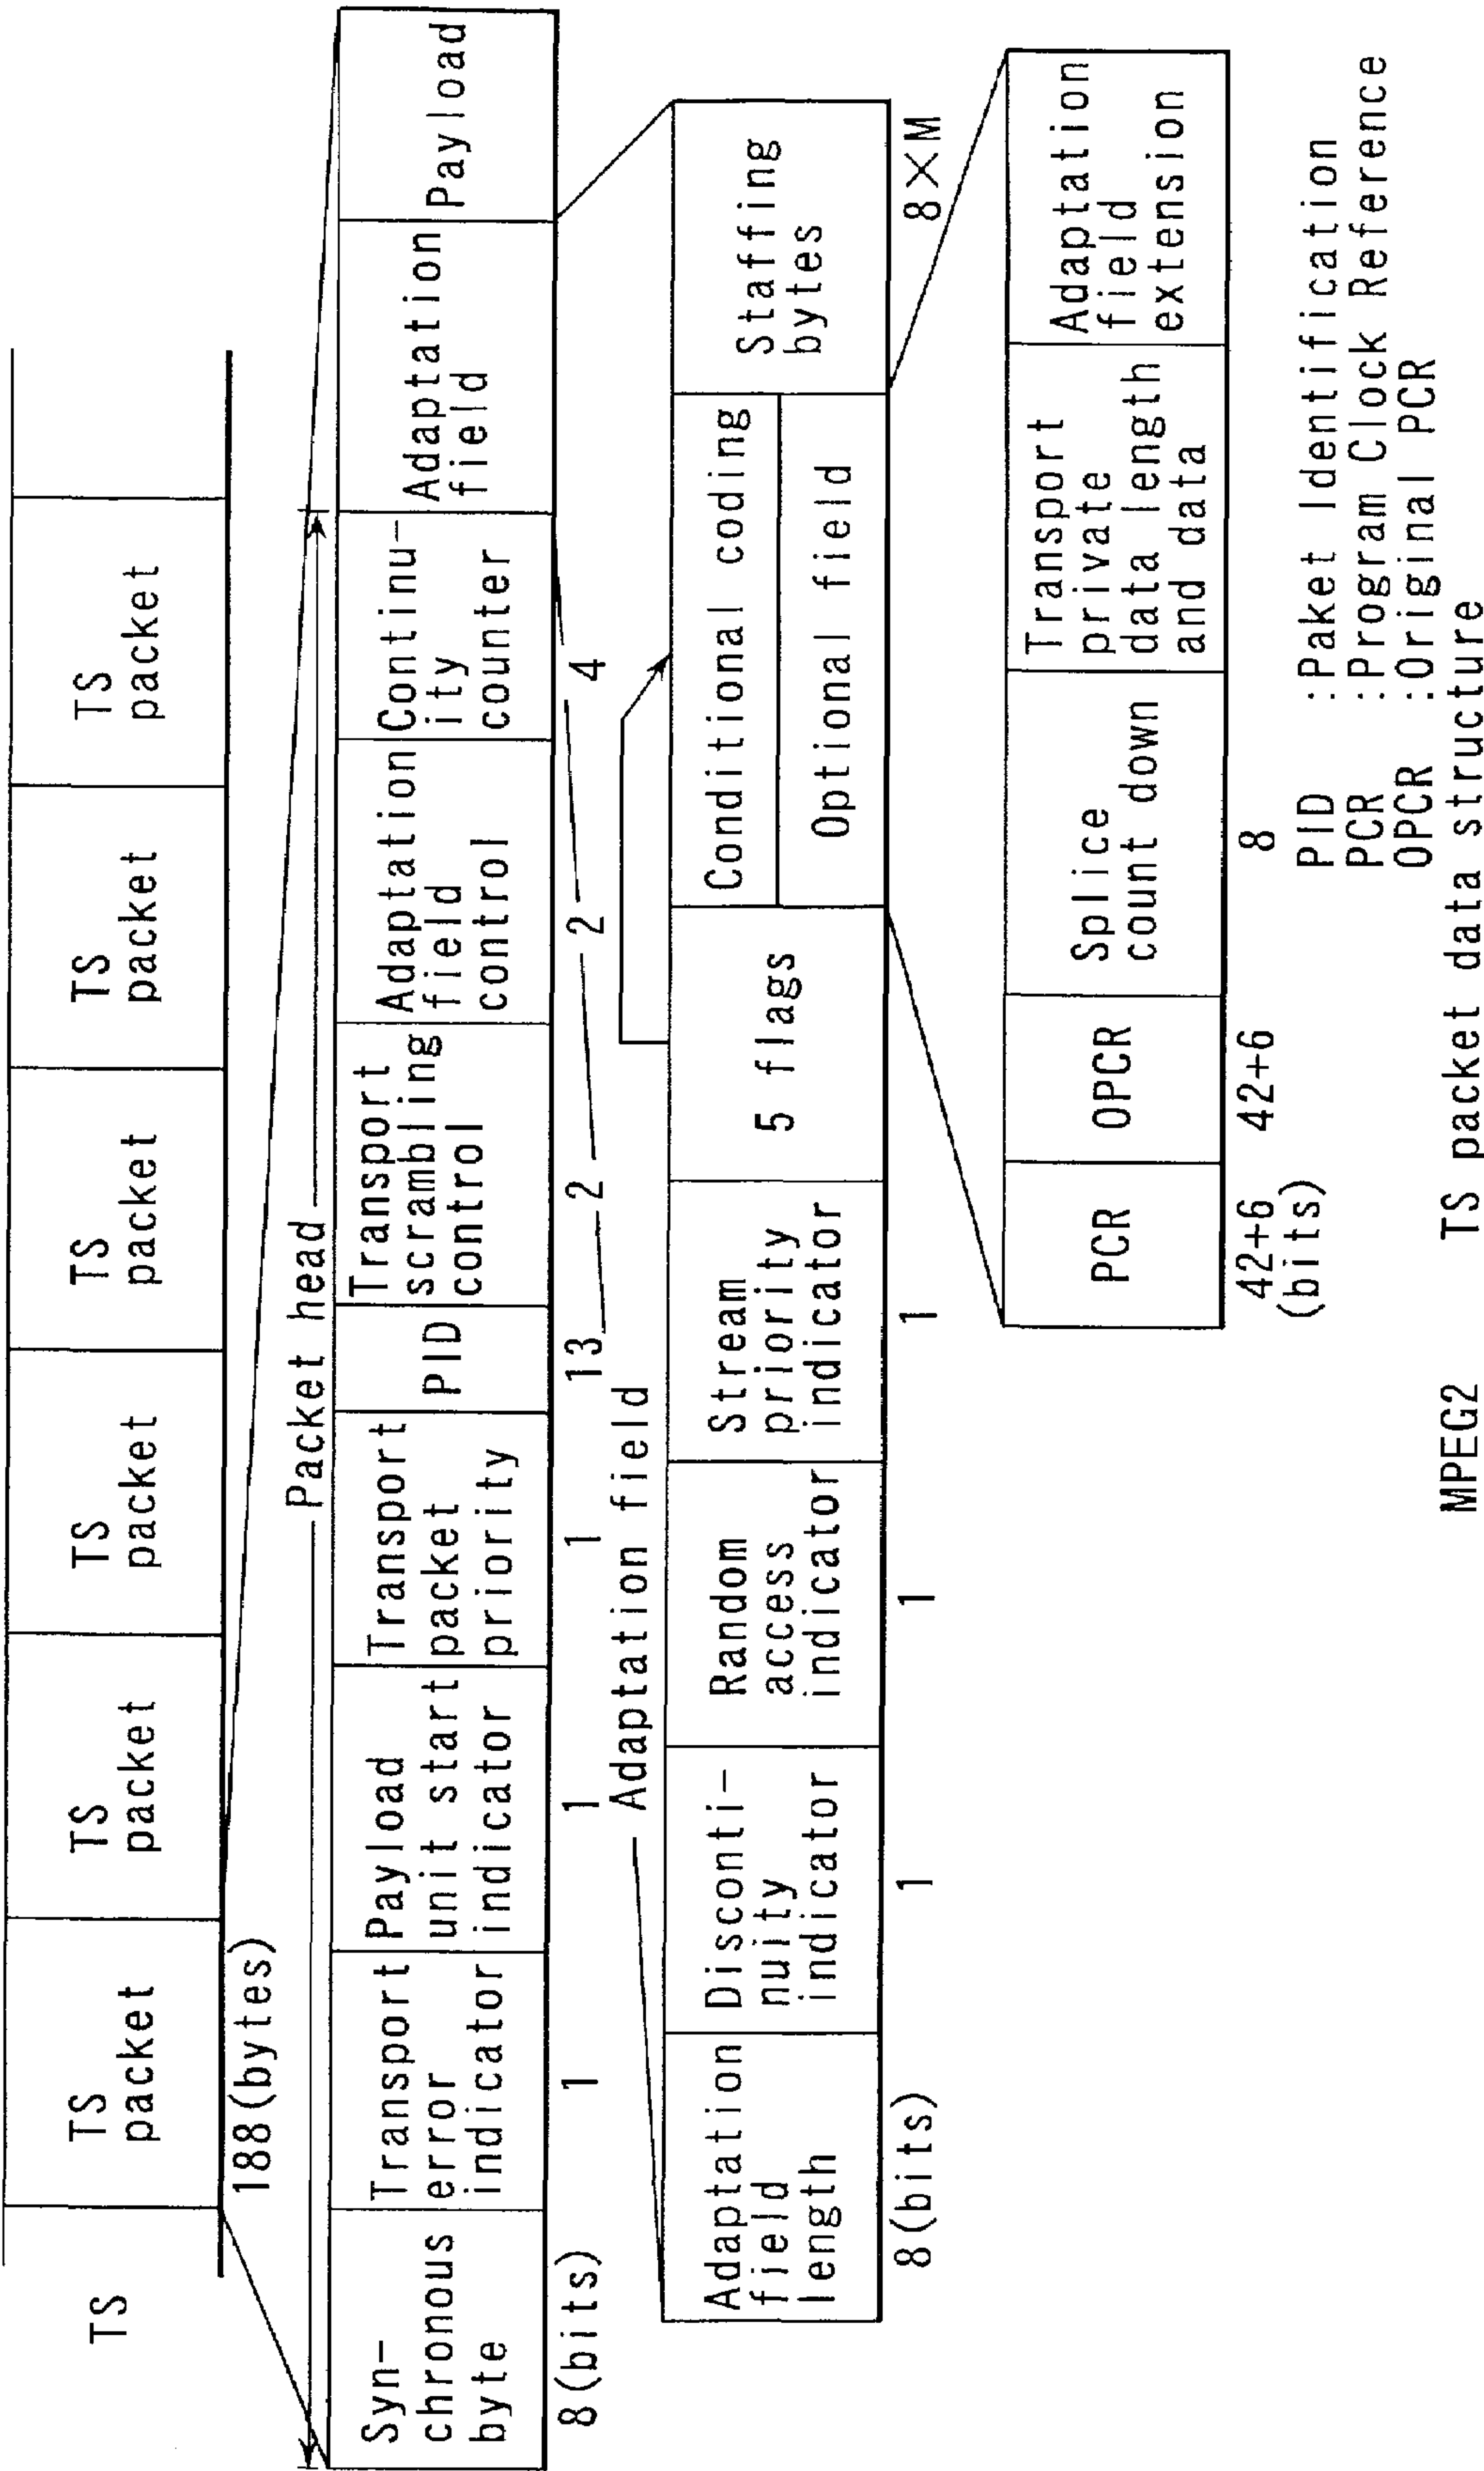 TS
TS
packet
TS
packet
TS
packet
TS
packet
TS
packet
TS
packet
188(bytes)
Packet head
Syn-
chronous
byte
Transport
error
indicator
Payload
unit start
indicator
Transport
packet
priority
PID
Transport
scrambling
control
Adaptation
field
control
Continu-
ity
counter
Adaptation
field
Payload
8(bits)
1
1
1
13
2
2
4
Adaptation field
Adaptation
field
length
Disconti-
nuity
indicator
Random
access
indicator
Stream
priority
indicator
5 flags
Conditional coding
Optional field
Staffing
bytes
8(bits)
1
1
1
8×M
PCR
OPCR
Splice
count down
Transport
private
data length
and data
Adaptation
field
extension
42+6
(bits)
42+6
8
PID :Paket Identification
PCR :Program Clock Reference
OPCR :Original PCR
MPEG2 TS packet data structure